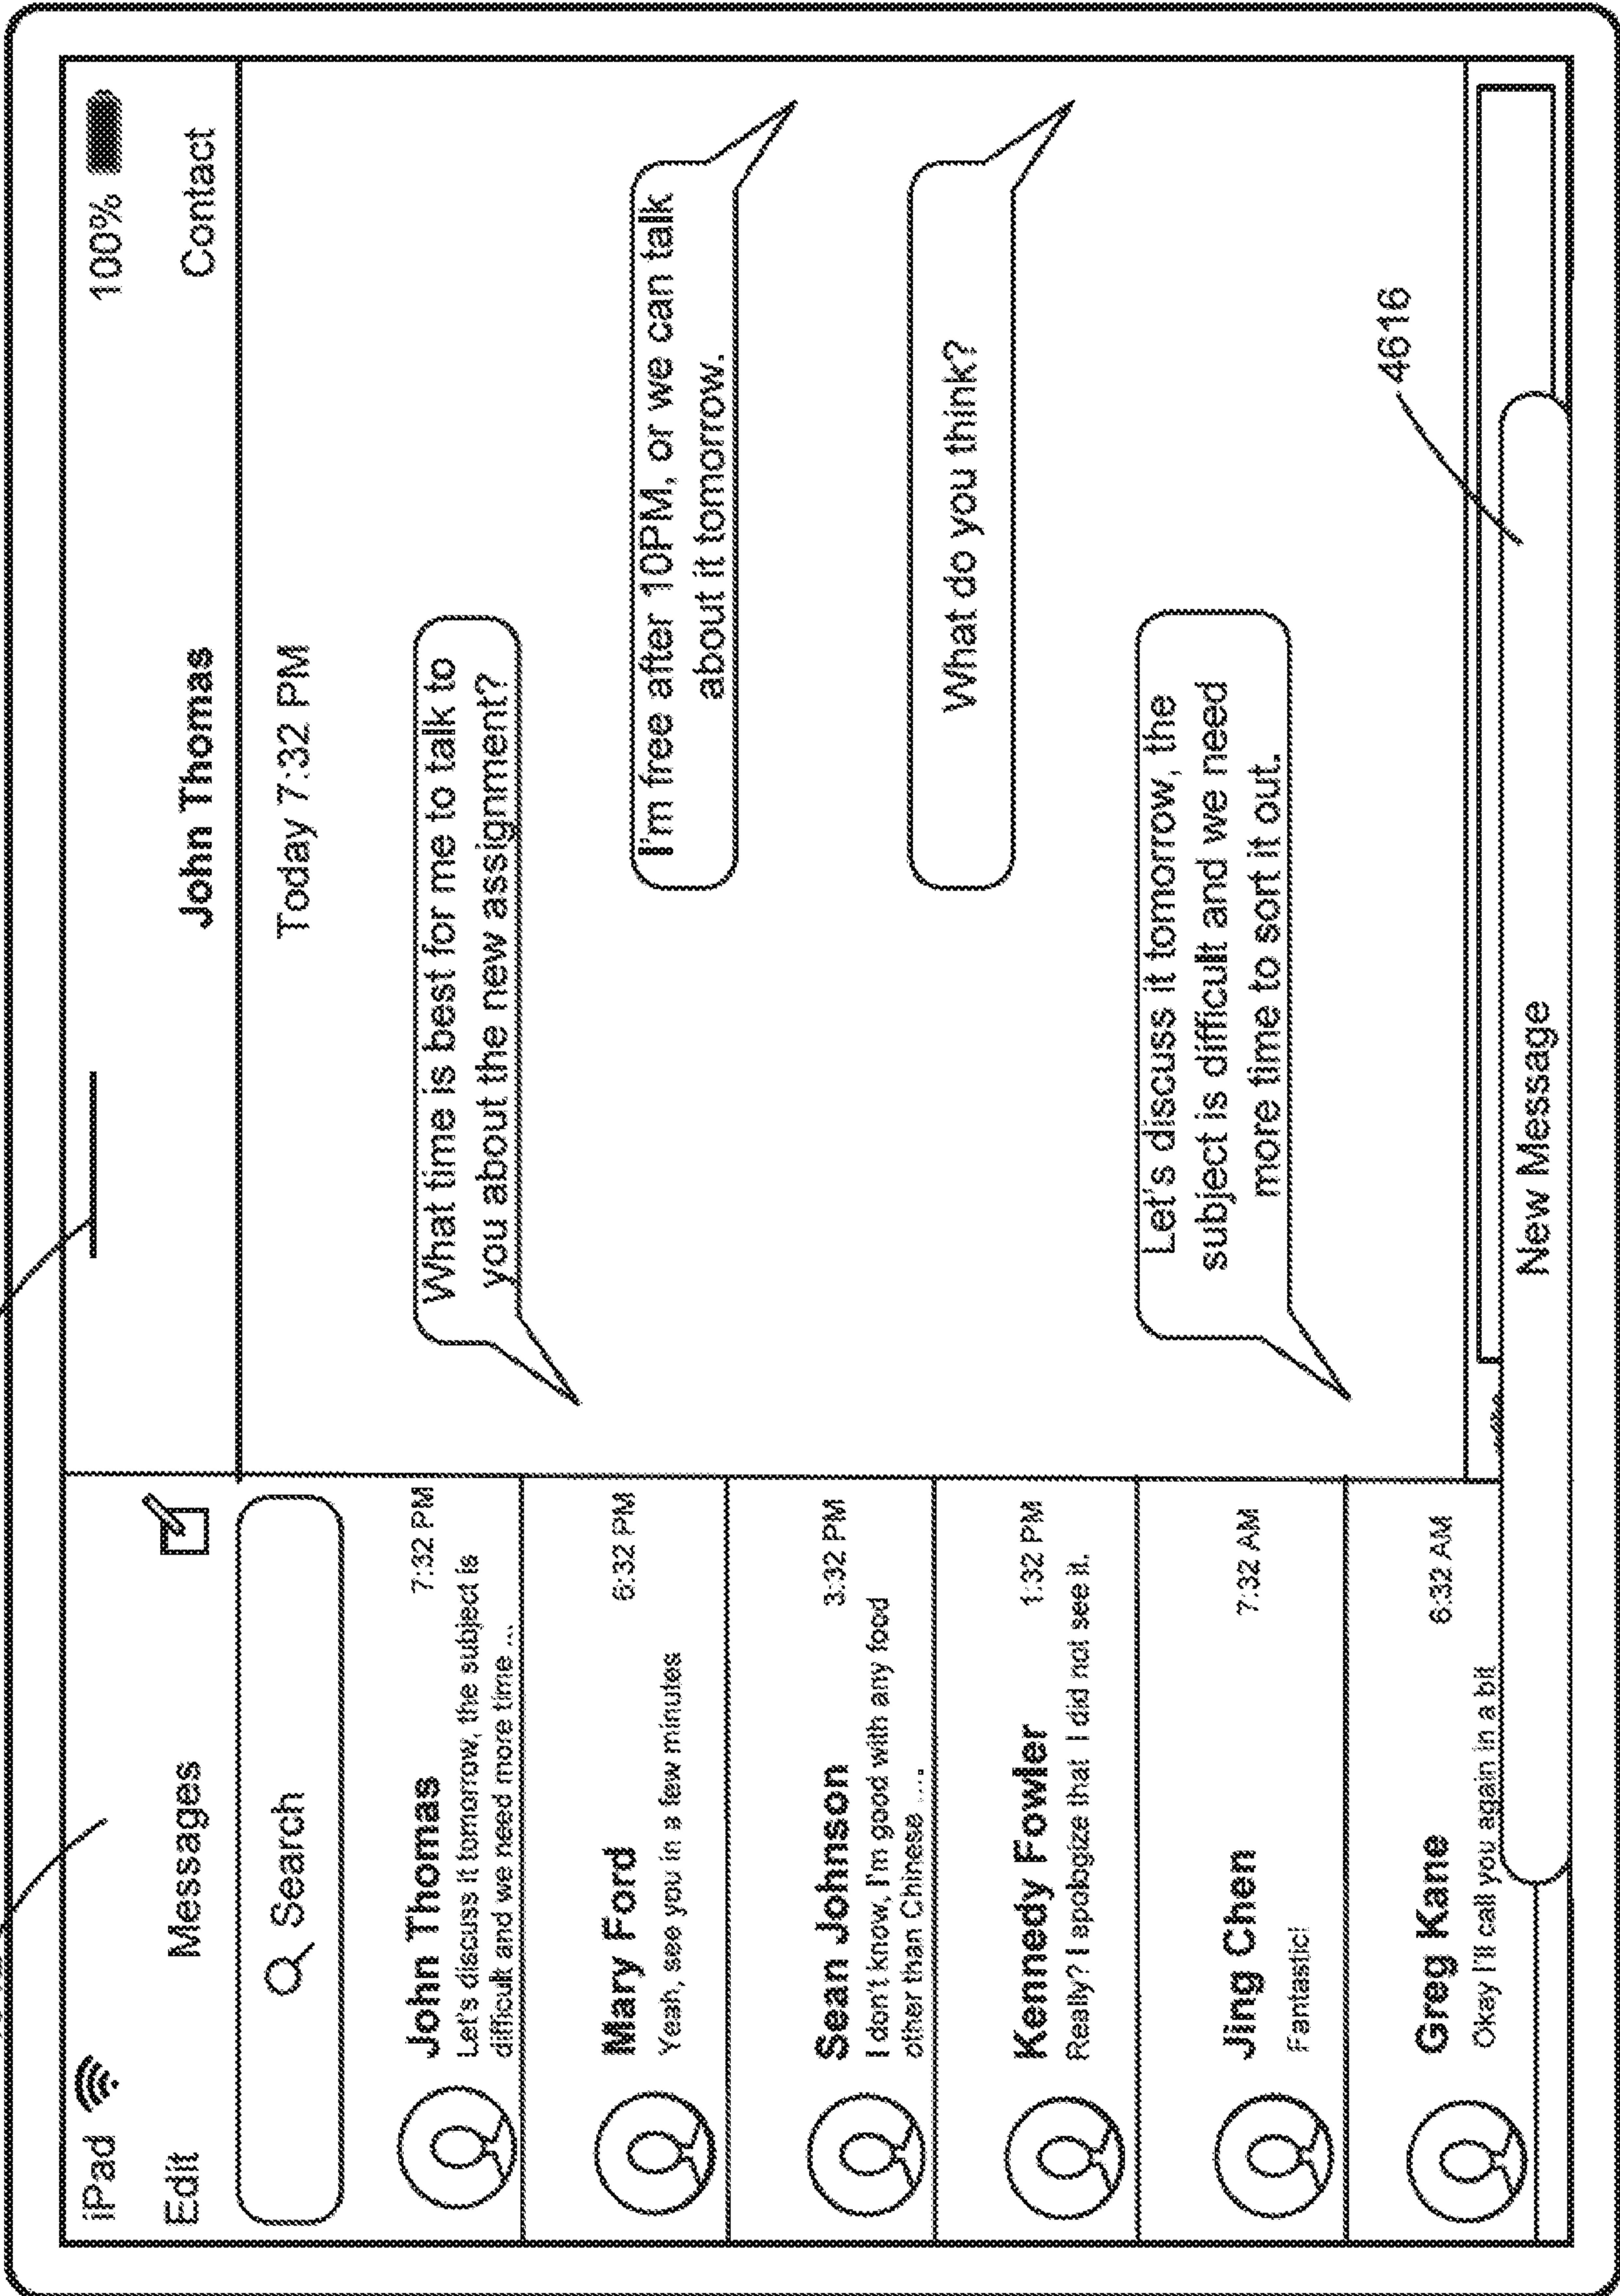 iPad
100%
Edit
Messages
John Thomas
Contact
Search
Today 7:32 PM
John Thomas
7:32 PM
Let's discuss it tomorrow, the subject is
difficult and we need more time ...
Mary Ford
6:32 PM
Yeah, see you in a few minutes
Sean Johnson
3:32 PM
I don't know, I'm good with any food
other than Chinese ....
Kennedy Fowler
1:32 PM
Really? I apologize that I did not see it.
Jing Chen
7:32 AM
Fantastic!
Greg Kane
6:32 AM
Okay I'll call you again in a bit
What time is best for me to talk to
you about the new assignment?
I'm free after 10PM, or we can talk
about it tomorrow.
What do you think?
Let's discuss it tomorrow, the
subject is difficult and we need
more time to sort it out.
4616
New Message